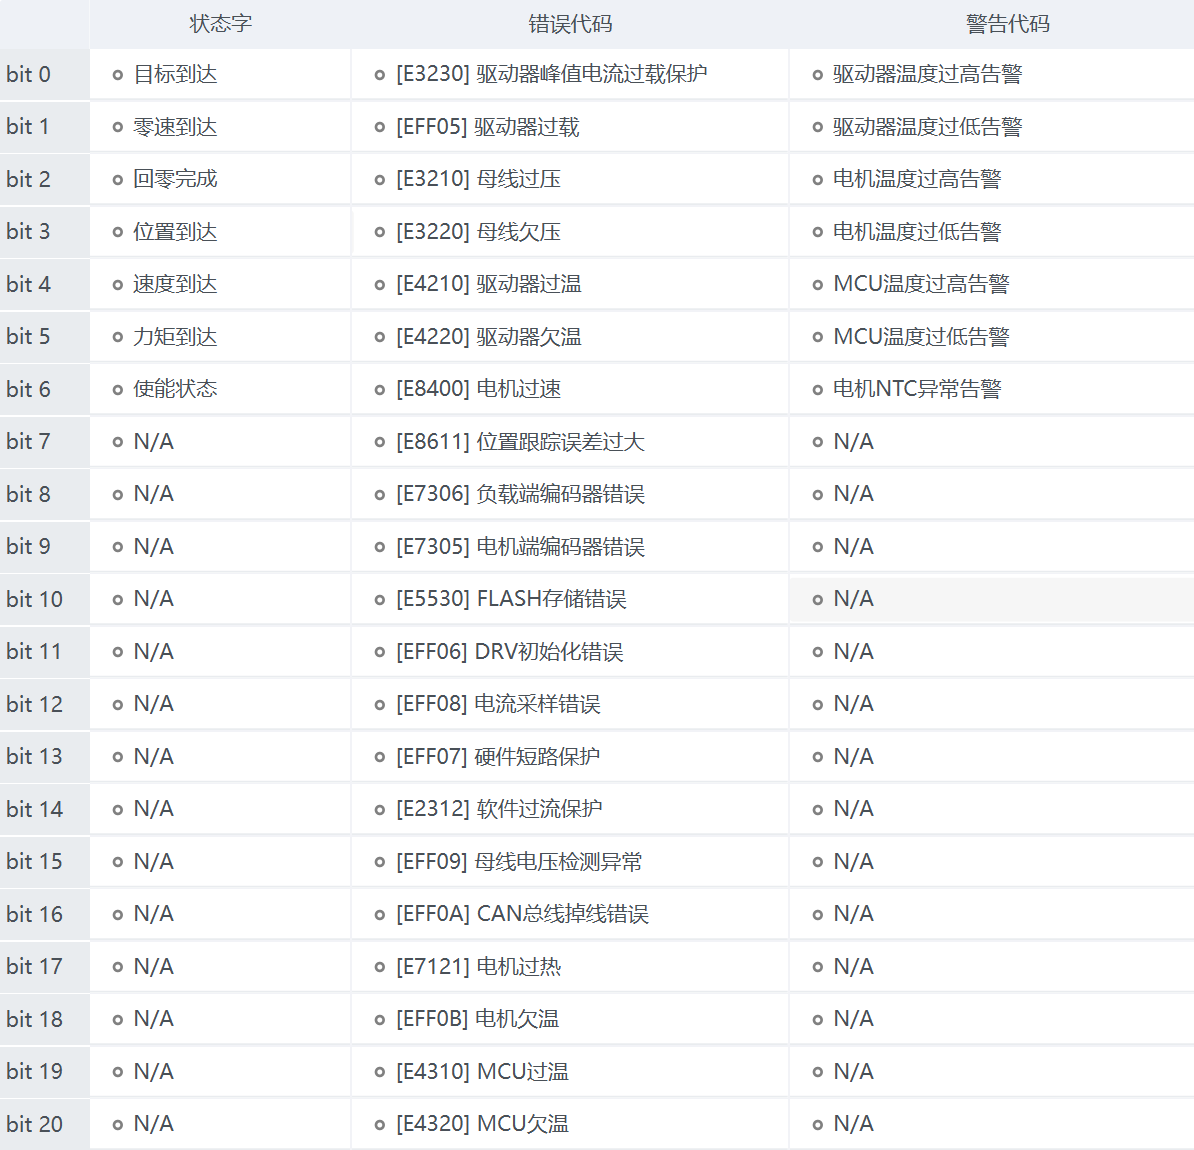 状态字 错误代码 警告代码
bit 0 目标到达 [E3230] 驱动器峰值电流过载保护 驱动器温度过高告警
bit 1 零速到达 [EFF05] 驱动器过载 驱动器温度过低告警
bit 2 回零完成 [E3210] 母线过压 电机温度过高告警
bit 3 位置到达 [E3220] 母线欠压 电机温度过低告警
bit 4 速度到达 [E4210] 驱动器过温 MCU温度过高告警
bit 5 力矩到达 [E4220] 驱动器欠温 MCU温度过低告警
bit 6 使能状态 [E8400] 电机过速 电机NTC异常告警
bit 7 N/A [E8611] 位置跟踪误差过大 N/A
bit 8 N/A [E7306] 负载端编码器错误 N/A
bit 9 N/A [E7305] 电机端编码器错误 N/A
bit 10 N/A [E5530] FLASH存储错误 N/A
bit 11 N/A [EFF06] DRV初始化错误 N/A
bit 12 N/A [EFF08] 电流采样错误 N/A
bit 13 N/A [EFF07] 硬件短路保护 N/A
bit 14 N/A [E2312] 软件过流保护 N/A
bit 15 N/A [EFF09] 母线电压检测异常 N/A
bit 16 N/A [EFF0A] CAN总线掉线错误 N/A
bit 17 N/A [E7121] 电机过热 N/A
bit 18 N/A [EFF0B] 电机欠温 N/A
bit 19 N/A [E4310] MCU过温 N/A
bit 20 N/A [E4320] MCU欠温 N/A